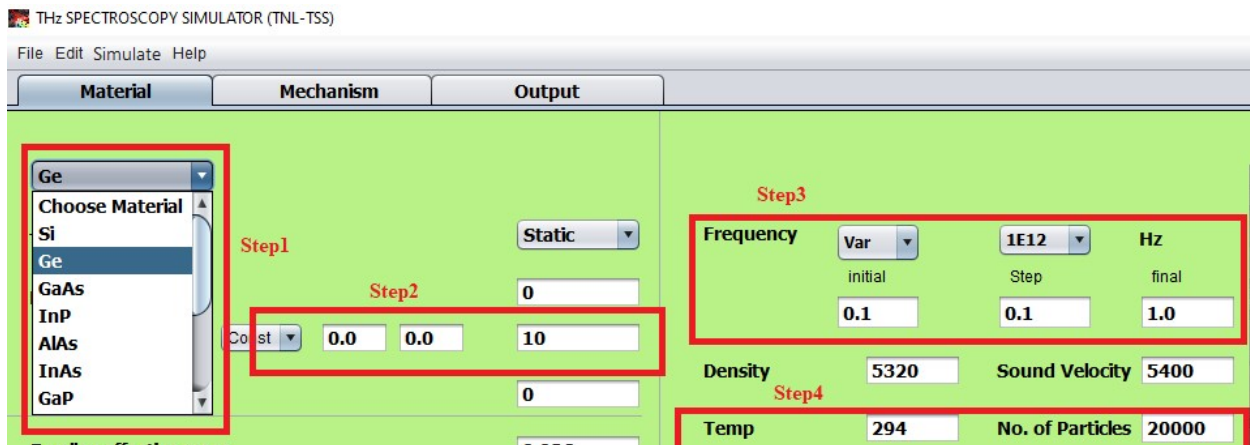 THz SPECTROSCOPY SIMULATOR (TNL-TSS)
File Edit Simulate Help
Material Mechanism Output
Ge
Choose Material
Si
Ge
GaAs
InP
AlAs
InAs
GaP
Step1
Static
Step2
0
0.0 0.0 10
0
Step3
Frequency Var 1E12 Hz
initial Step final
0.1 0.1 1.0
Density 5320 Sound Velocity 5400
Step4
Temp 294 No. of Particles 20000